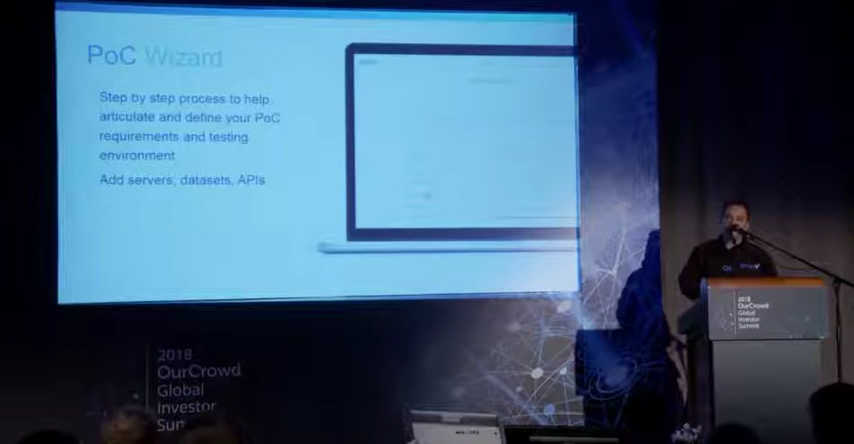 PoC Wizard
Step by step process to help
articulate and define your PoC
requirements and testing
environment
Add servers, datasets, APIs
2018
OurCrowd
Global
Investor
Summit
2018
OurCrowd
Global
Investor